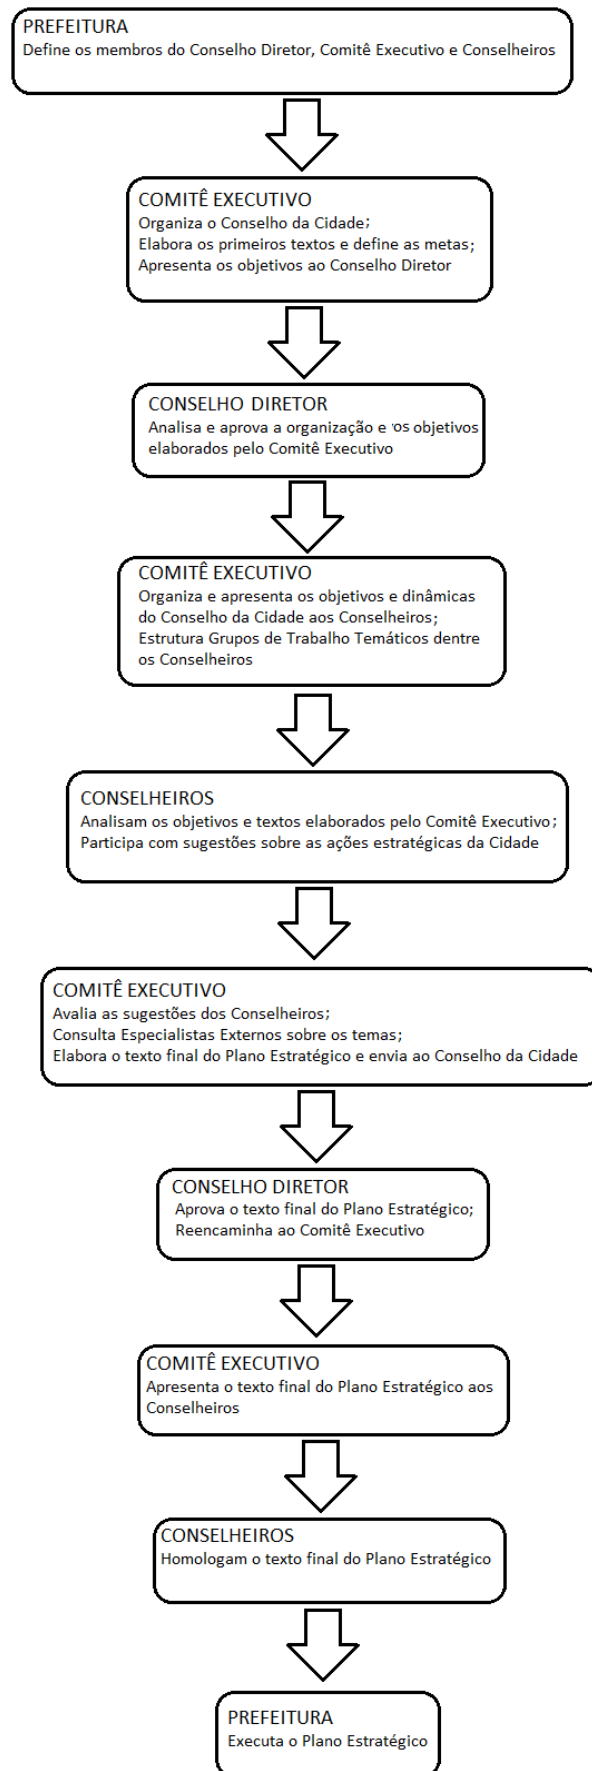 PREFEITURA
Define os membros do Conselho Diretor, Comitê Executivo e Conselheiros
COMITÊ EXECUTIVO
Organiza o Conselho da Cidade;
Elabora os primeiros textos e define as metas;
Apresenta os objetivos ao Conselho Diretor
CONSELHO DIRETOR
Analisa e aprova a organização e os objetivos
elaborados pelo Comitê Executivo
COMITÊ EXECUTIVO
Organiza e apresenta os objetivos e dinâmicas
do Conselho da Cidade aos Conselheiros;
Estrutura Grupos de Trabalho Temáticos dentre
os Conselheiros
CONSELHEIROS
Analisam os objetivos e textos elaborados pelo Comitê Executivo;
Participa com sugestões sobre as ações estratégicas da Cidade
COMITÊ EXECUTIVO
Avalia as sugestões dos Conselheiros;
Consulta Especialistas Externos sobre os temas;
Elabora o texto final do Plano Estratégico e envia ao Conselho da Cidade
CONSELHO DIRETOR
Aprova o texto final do Plano Estratégico;
Reencaminha ao Comitê Executivo
COMITÊ EXECUTIVO
Apresenta o texto final do Plano Estratégico aos
Conselheiros
CONSELHEIROS
Homologam o texto final do Plano Estratégico
PREFEITURA
Executa o Plano Estratégico